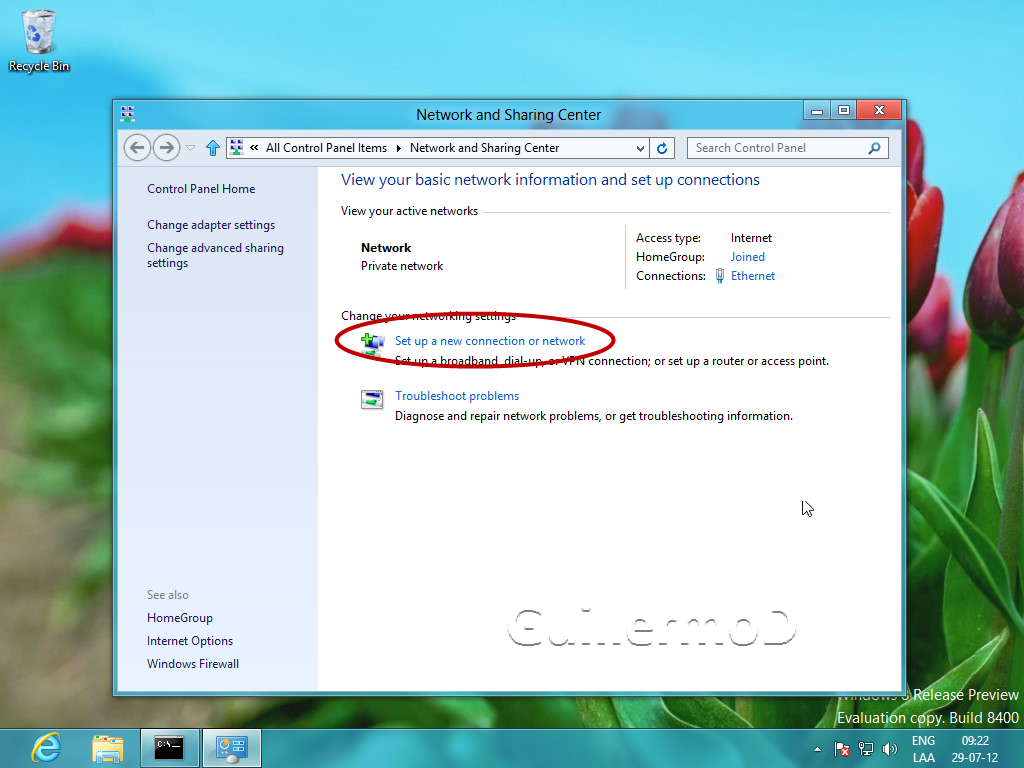 Recycle Bin
Network and Sharing Center
« All Control Panel Items Network and Sharing Center
Search Control Panel
Control Panel Home
Change adapter settings
Change advanced sharing
settings
See also
HomeGroup
Internet Options
Windows Firewall
View your basic network information and set up connections
View your active networks
Network
Private network
Access type: Internet
HomeGroup: Joined
Connections: Ethernet
Change your networking settings
Set up a new connection or network
Set up a broadband, dial-up, or VPN connection; or set up a router or access point.
Troubleshoot problems
Diagnose and repair network problems, or get troubleshooting information.
GuillermoD
Windows 8 Release Preview
Evaluation copy. Build 8400
C:\
ENG
LAA
09:22
29-07-12